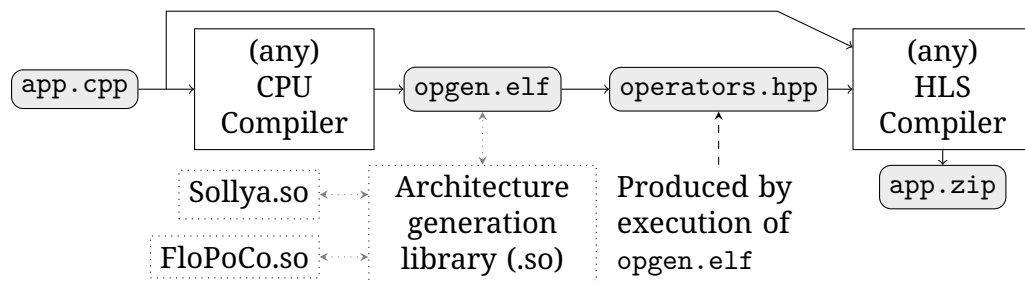 app.cpp
(any)
CPU
Compiler
opgen.elf
operators.hpp
(any)
HLS
Compiler
app.zip
Sollya.so
FloPoCo.so
Architecture
generation
library (.so)
Produced by
execution of
opgen.elf